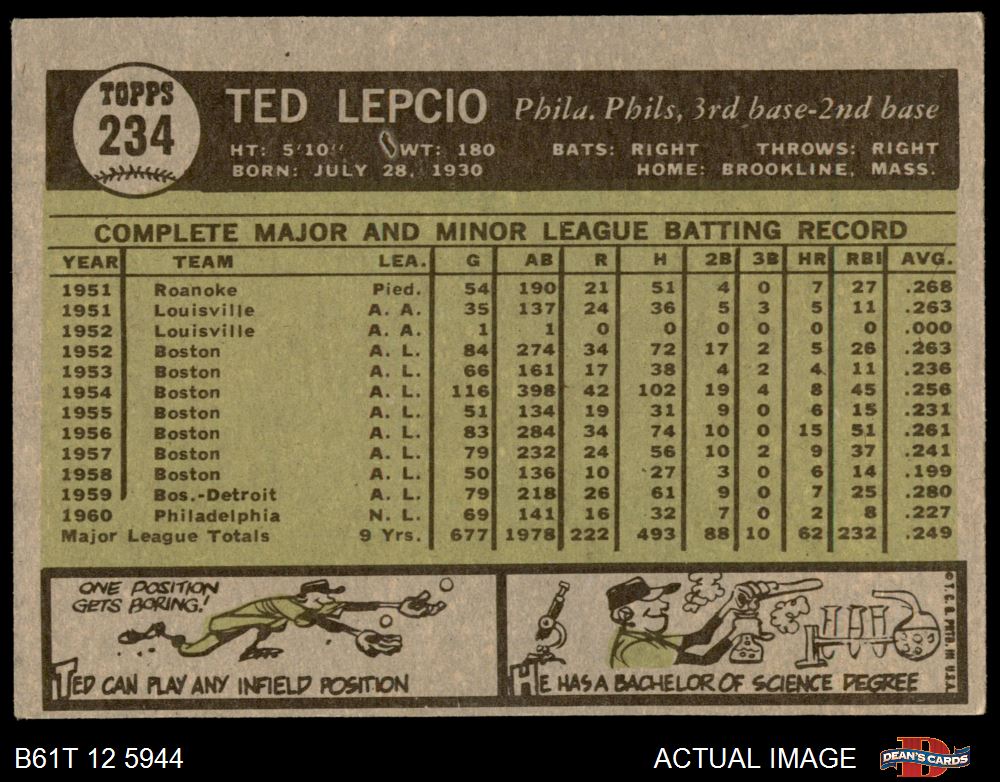 TOPPS
234
TED LEPCIO Phila. Phils, 3rd base-2nd base
HT: 5'10" WT: 180 BATS: RIGHT THROWS: RIGHT
BORN: JULY 28, 1930 HOME: BROOKLINE, MASS.
COMPLETE MAJOR AND MINOR LEAGUE BATTING RECORD
YEAR TEAM LEA. G AB R H 2B 3B HR RBI AVG.
1951 Roanoke Pied. 54 190 21 51 4 0 7 27 .268
1951 Louisville A. A. 35 137 24 36 5 3 5 11 .263
1952 Louisville A. A. 1 1 0 0 0 0 0 0 .000
1952 Boston A. L. 84 274 34 72 17 2 5 26 .263
1953 Boston A. L. 66 161 17 38 4 2 4 11 .236
1954 Boston A. L. 116 398 42 102 19 4 8 45 .256
1955 Boston A. L. 51 134 19 31 9 0 6 15 .231
1956 Boston A. L. 83 284 34 74 10 0 15 51 .261
1957 Boston A. L. 79 232 24 56 10 2 9 37 .241
1958 Boston A. L. 50 136 10 27 3 0 6 14 .199
1959 Bos.-Detroit A. L. 79 218 26 61 9 0 7 25 .280
1960 Philadelphia N. L. 69 141 16 32 7 0 2 8 .227
Major League Totals 9 Yrs. 677 1978 222 493 88 10 62 232 .249
ONE POSITION
GETS BORING!
TED CAN PLAY ANY INFIELD POSITION
HE HAS A BACHELOR OF SCIENCE DEGREE
© T. C. G. PRTD. IN U.S.A.
B61T 12 5944 ACTUAL IMAGE DEAN'S CARDS